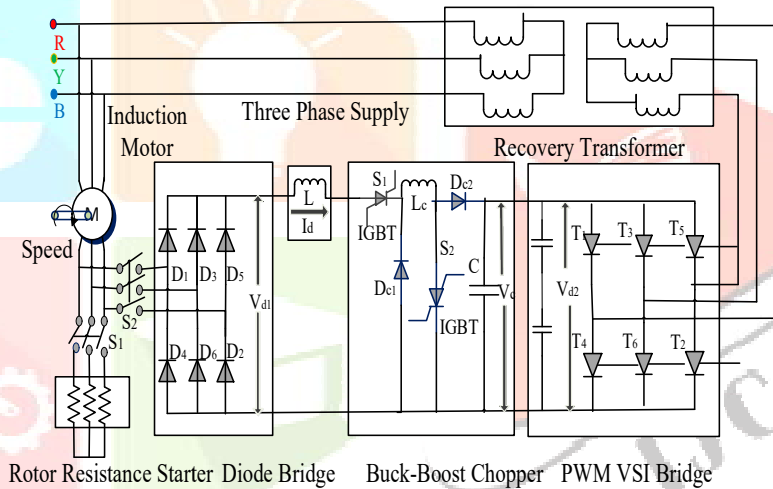 R
Y
B
Induction
Motor
Three Phase Supply
Recovery Transformer
M
Speed
S2
S1
D1 D3 D5
D4 D6 D2
Vd1
L
Id
S1
IGBT
Lc
Dc2
Dc1
S2
IGBT
C
Vc
Vd2
T1 T3 T5
T4 T6 T2
Rotor Resistance Starter Diode Bridge Buck-Boost Chopper PWM VSI Bridge